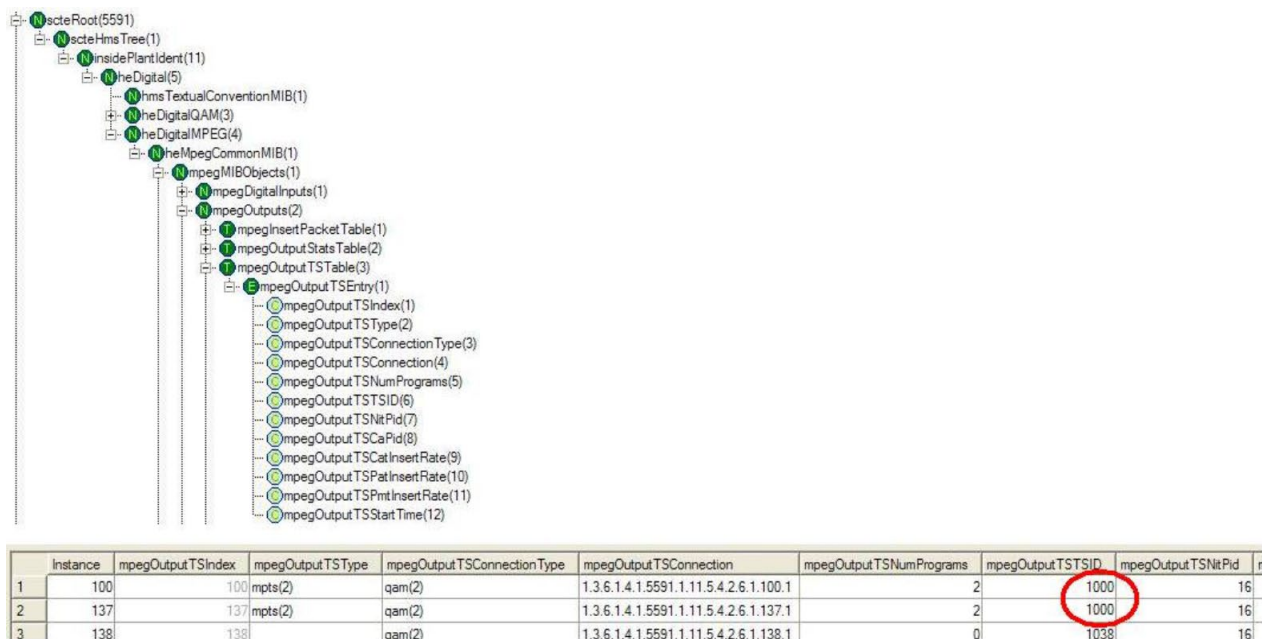 scteRoot(5591)
scteHmsTree(1)
insidePlantIdent(11)
heDigital(5)
hmsTextualConventionMIB(1)
heDigitalQAM(3)
heDigitalMPEG(4)
heMpegCommonMIB(1)
mpegMIBObjects(1)
mpegDigitalInputs(1)
mpegOutputs(2)
mpegInsertPacketTable(1)
mpegOutputStatsTable(2)
mpegOutputTSTable(3)
mpegOutputTSEntry(1)
mpegOutputTSIndex(1)
mpegOutputTSType(2)
mpegOutputTSConnectionType(3)
mpegOutputTSConnection(4)
mpegOutputTSNumPrograms(5)
mpegOutputTSTSID(6)
mpegOutputTSNitPid(7)
mpegOutputTSCaPid(8)
mpegOutputTSCatInsertRate(9)
mpegOutputTSPatInsertRate(10)
mpegOutputTSPmtInsertRate(11)
mpegOutputTSStartTime(12)
Instance mpegOutputTSIndex mpegOutputTSType mpegOutputTSConnectionType mpegOutputTSConnection mpegOutputTSNumPrograms mpegOutputTSTSID mpegOutputTSNitPid
1 100 100 mpts(2) qam(2) 1.3.6.1.4.1.5591.1.11.5.4.2.6.1.100.1 2 1000 16
2 137 137 mpts(2) qam(2) 1.3.6.1.4.1.5591.1.11.5.4.2.6.1.137.1 2 1000 16
3 138 138 qam(2) 1.3.6.1.4.1.5591.1.11.5.4.2.6.1.138.1 0 1038 16